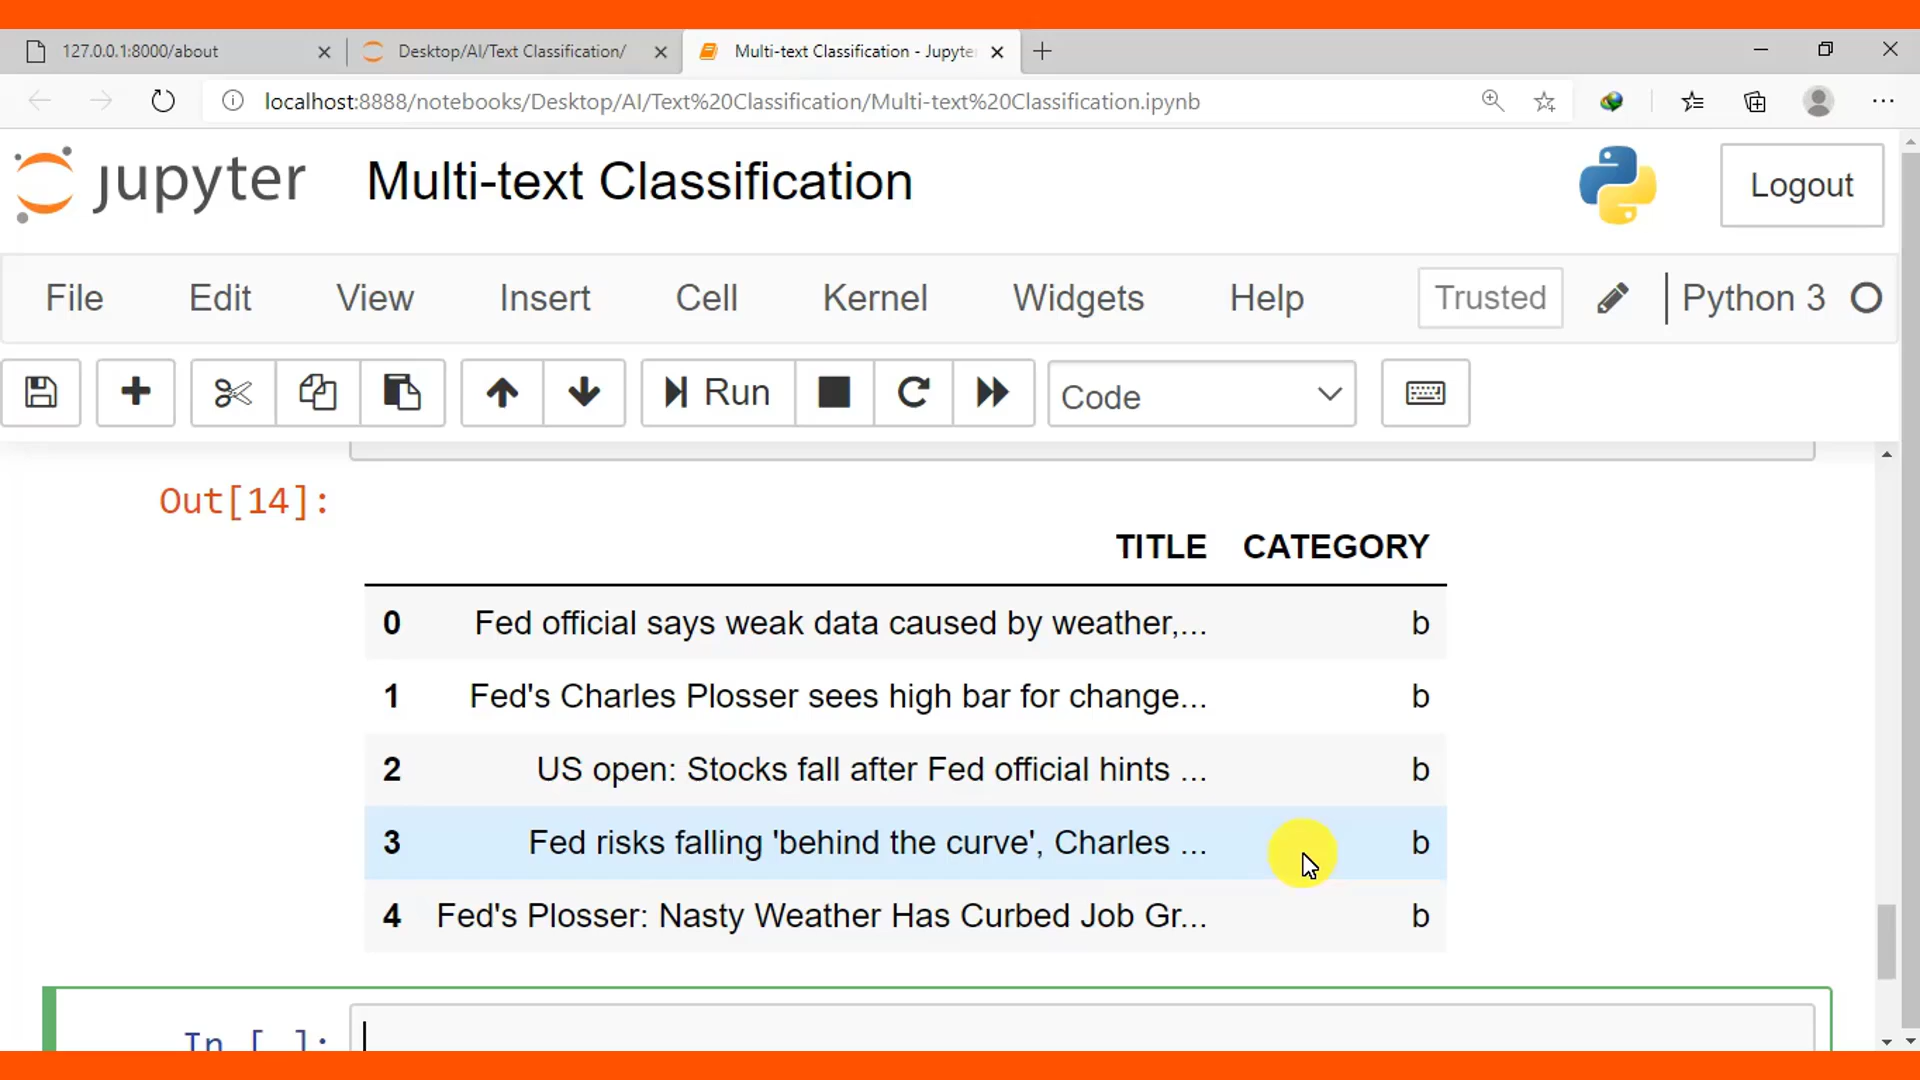 127.0.0.1:8000/about
Desktop/AI/Text Classification/
Multi-text Classification - Jupyte
localhost:8888/notebooks/Desktop/AI/Text%20Classification/Multi-text%20Classification.ipynb
jupyter Multi-text Classification Logout
File Edit View Insert Cell Kernel Widgets Help Trusted Python 3
Run Code
Out[14]:
TITLE CATEGORY
0 Fed official says weak data caused by weather,... b
1 Fed's Charles Plosser sees high bar for change... b
2 US open: Stocks fall after Fed official hints ... b
3 Fed risks falling 'behind the curve', Charles ... b
4 Fed's Plosser: Nasty Weather Has Curbed Job Gr... b
In [ ]: